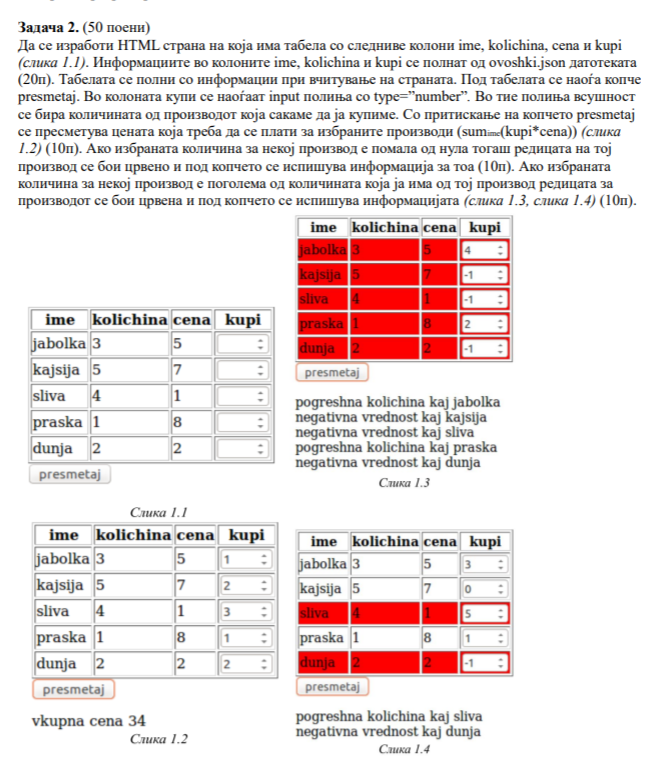 Задача 2. (50 поени)
Да се изработи HTML страна на која има табела со следниве колони ime, kolichina, cena и kupi
(слика 1.1). Информациите во колоните ime, kolichina и kupi се полнат од ovoshki.json датотеката
(20п). Табелата се полни со информации при вчитување на страната. Под табелата се наоѓа копче
presmetaj. Во колоната купи се наоѓаат input полиња со type=”number”. Во тие полиња всушност
се бира количината од производот која сакаме да ја купиме. Со притискање на копчето presmetaj
се пресметува цената која треба да се плати за избраните производи (sumime(kupi*cena)) (слика
1.2) (10п). Ако избраната количина за некој производ е помала од нула тогаш редицата на тој
производ се бои црвено и под копчето се испишува информација за тоа (10п). Ако избраната
количина за некој производ е поголема од количината која ја има од тој производ редицата за
производот се бои црвена и под копчето се испишува информацијата (слика 1.3, слика 1.4) (10п).
ime kolichina cena kupi
jabolka 3 5
kajsija 5 7
sliva 4 1
praska 1 8
dunja 2 2
presmetaj
Слика 1.1
ime kolichina cena kupi
jabolka 3 5 4
kajsija 5 7 -1
sliva 4 1 -1
praska 1 8 2
dunja 2 2 -1
presmetaj
pogreshna kolichina kaj jabolka
negativna vrednost kaj kajsija
negativna vrednost kaj sliva
pogreshna kolichina kaj praska
negativna vrednost kaj dunja
Слика 1.3
ime kolichina cena kupi
jabolka 3 5 1
kajsija 5 7 2
sliva 4 1 3
praska 1 8 1
dunja 2 2 2
presmetaj
vkupna cena 34
Слика 1.2
ime kolichina cena kupi
jabolka 3 5 3
kajsija 5 7 0
sliva 4 1 5
praska 1 8 1
dunja 2 2 -1
presmetaj
pogreshna kolichina kaj sliva
negativna vrednost kaj dunja
Слика 1.4